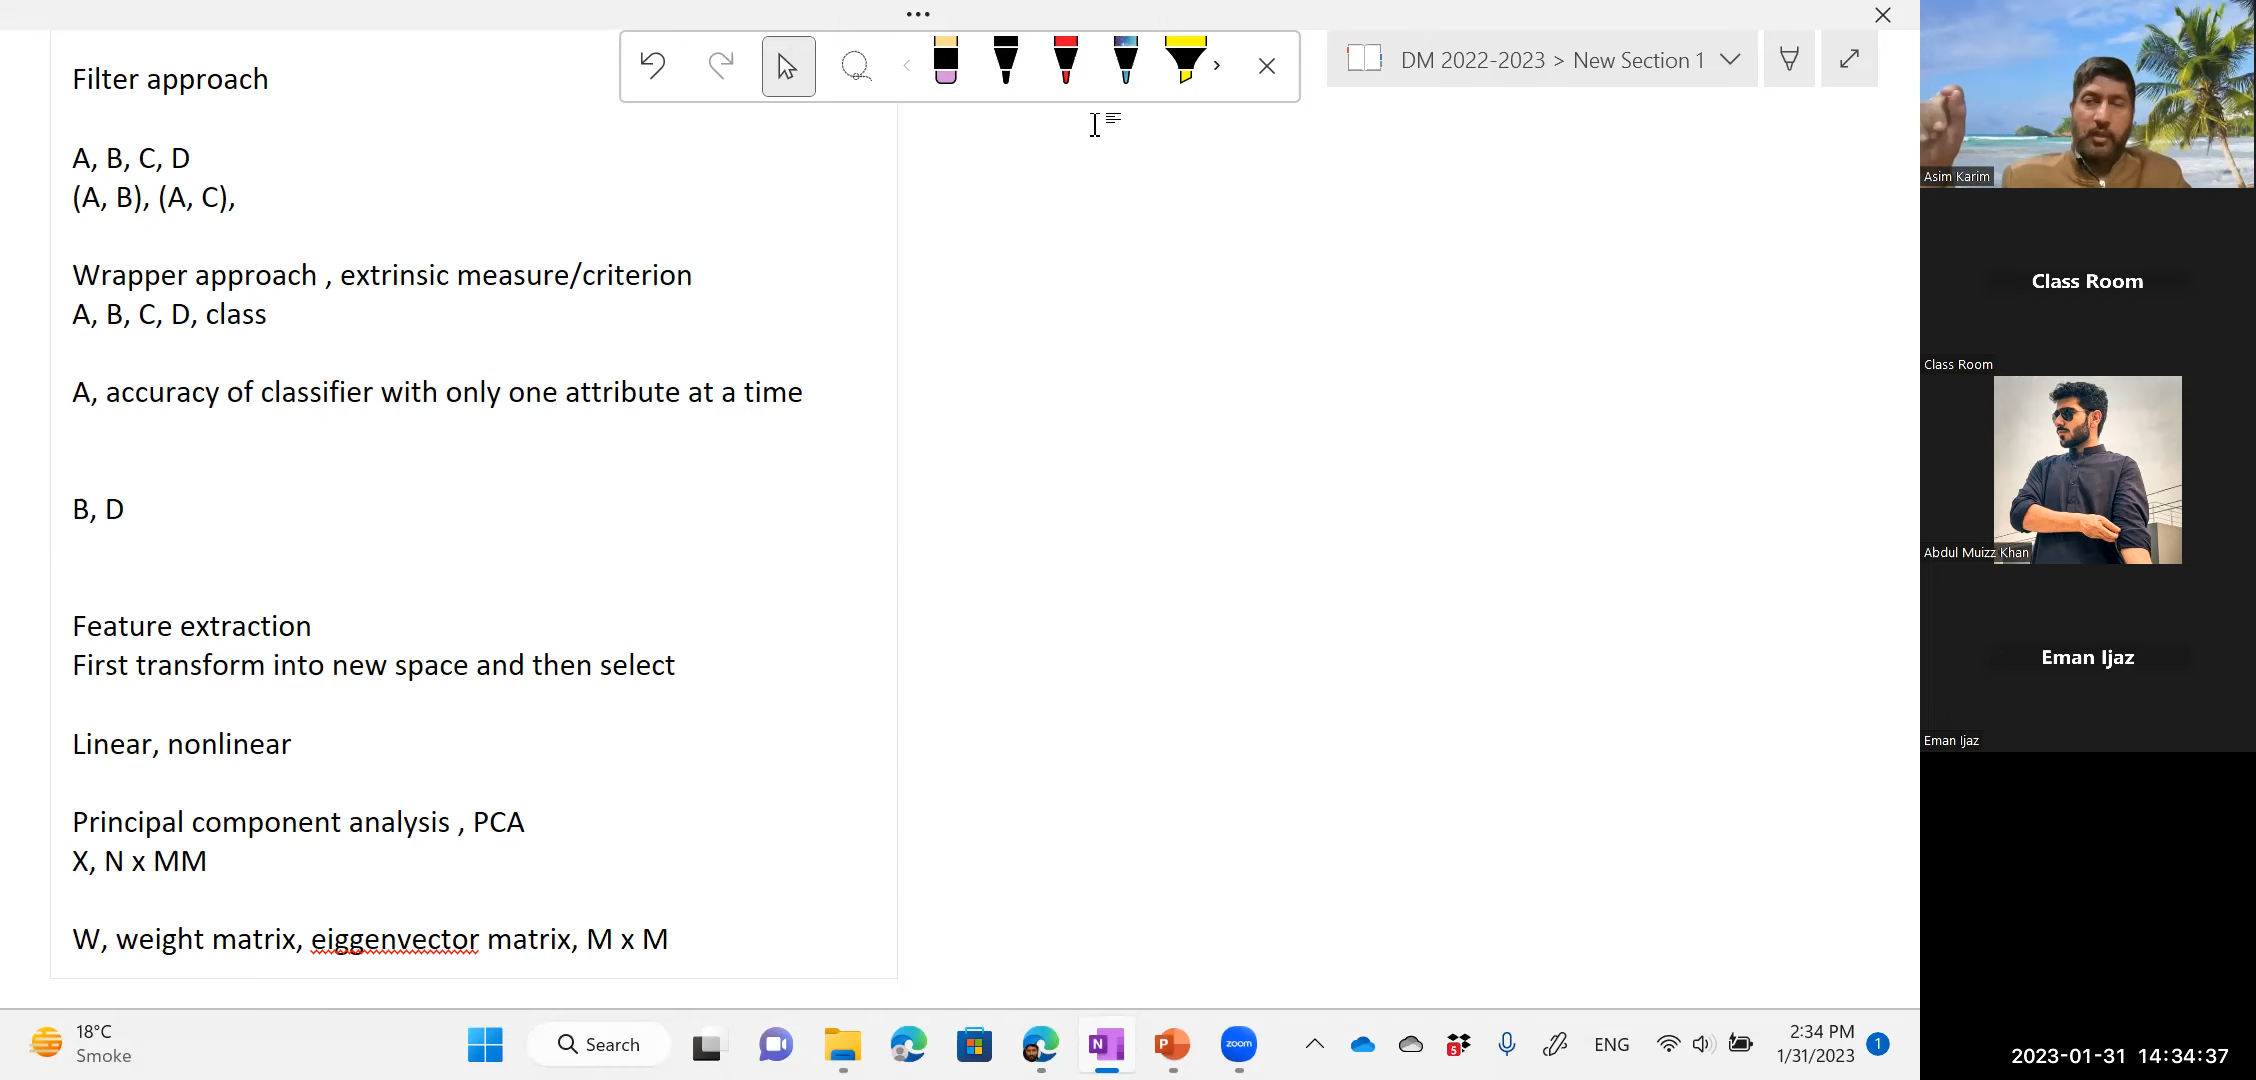 Filter approach
A, B, C, D
(A, B), (A, C),
Wrapper approach , extrinsic measure/criterion
A, B, C, D, class
A, accuracy of classifier with only one attribute at a time
B, D
Feature extraction
First transform into new space and then select
Linear, nonlinear
Principal component analysis , PCA
X, N x MM
W, weight matrix, eiggenvector matrix, M x M
DM 2022-2023 > New Section 1
Asim Karim
Class Room
Class Room
Abdul Muizz Khan
Eman Ijaz
Eman Ijaz
18°C
Smoke
Search
N
P
zoom
5
ENG
2:34 PM
1/31/2023
1
2023-01-31 14:34:37